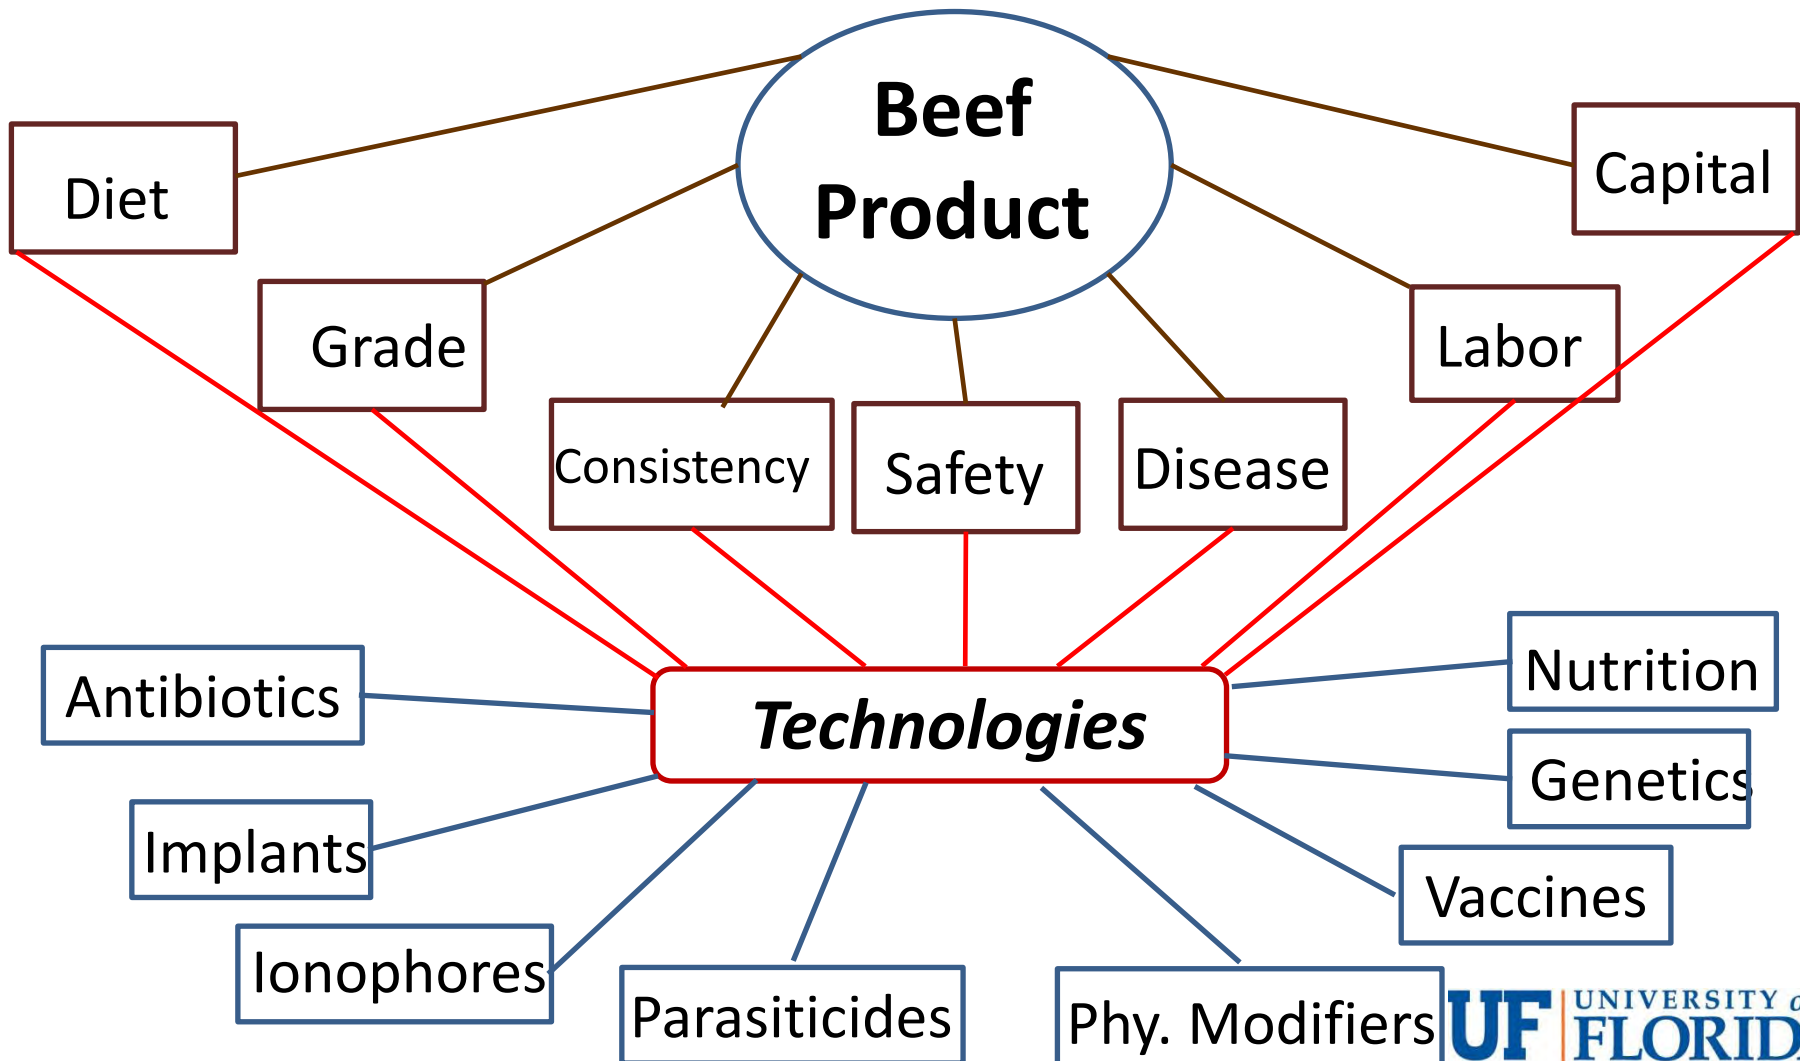 Beef
Product
Diet
Capital
Grade
Labor
Consistency
Safety
Disease
Antibiotics
Technologies
Nutrition
Genetics
Implants
Vaccines
Ionophores
Parasiticides
Phy. Modifiers
UF
UNIVERSITY o
FLORID